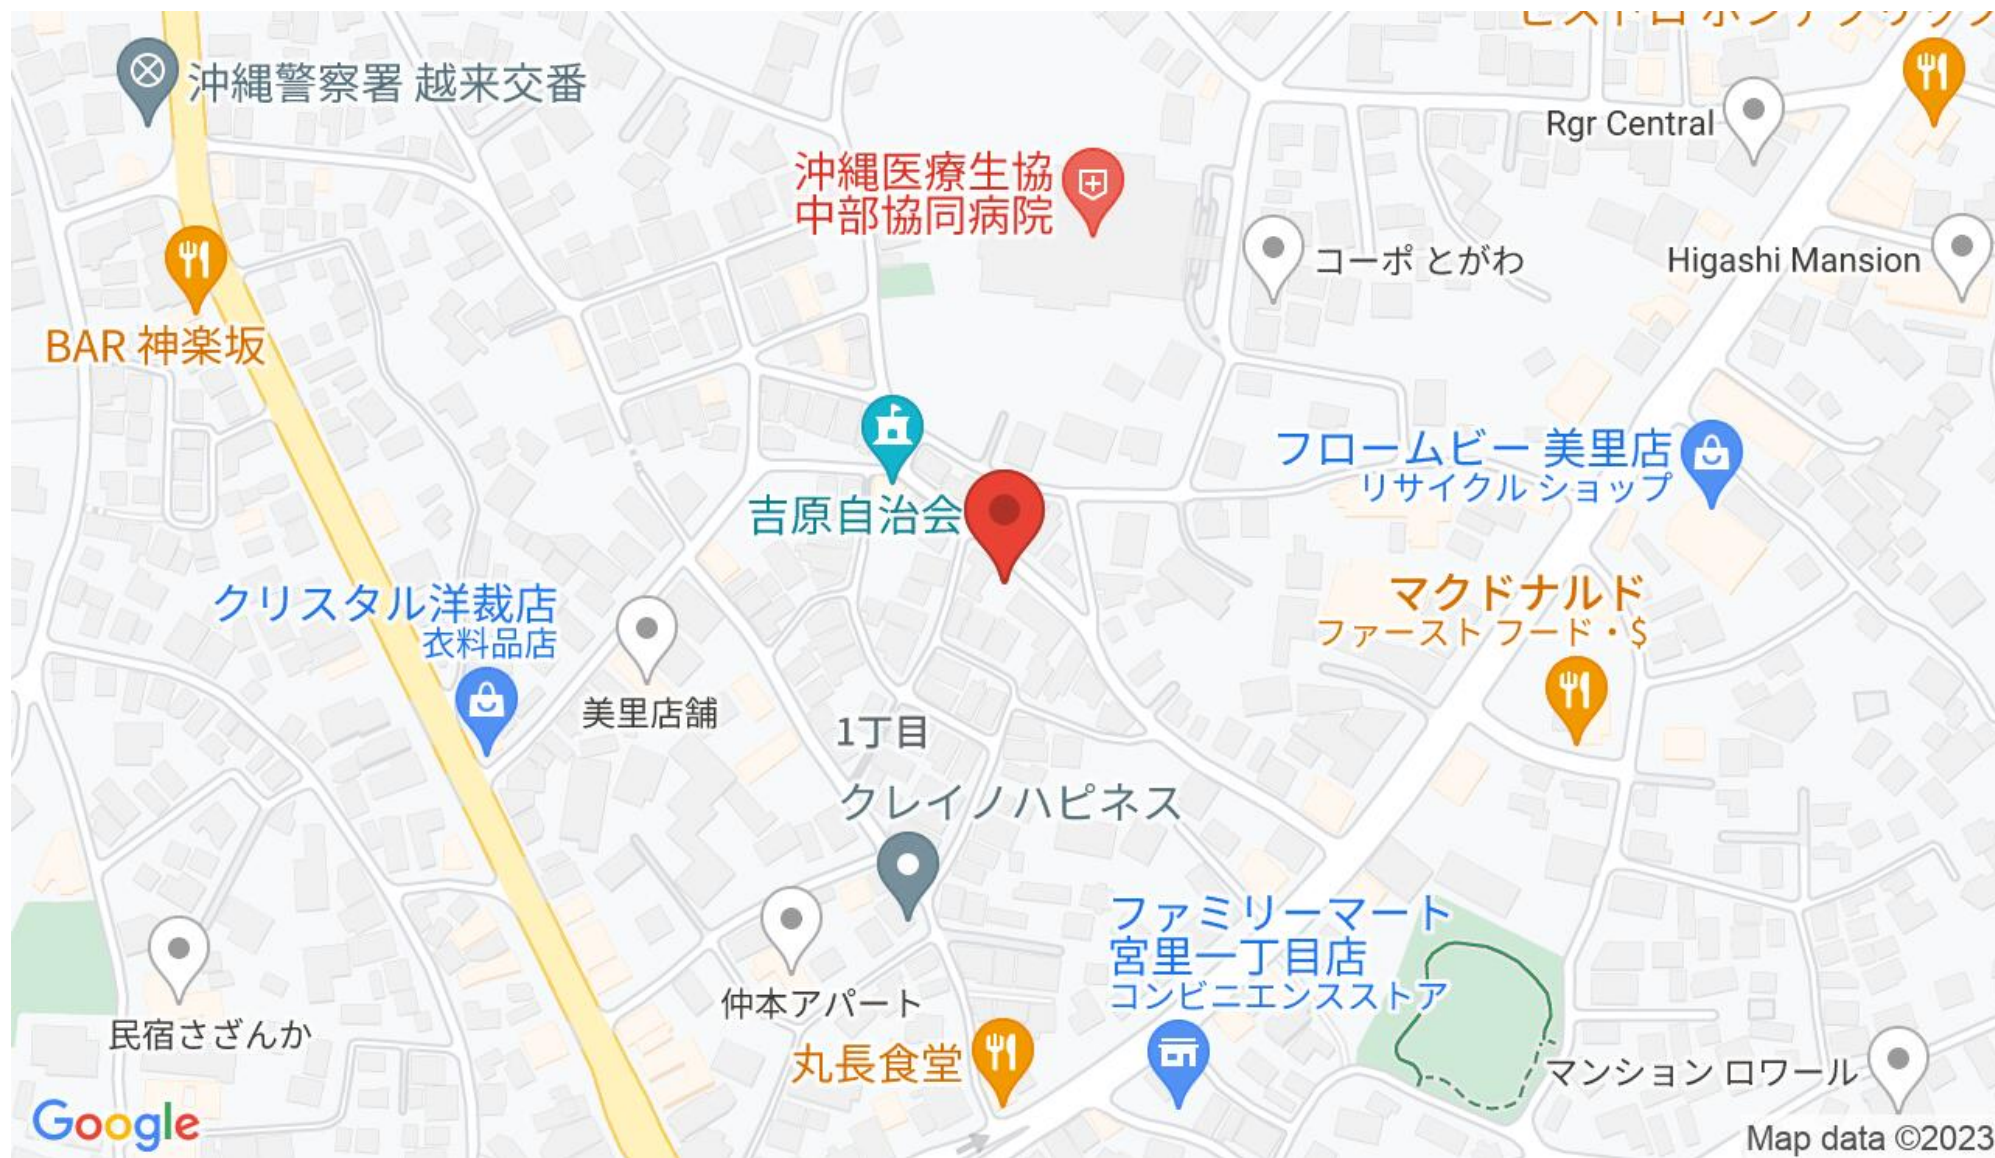 沖縄警察署 越来交番
Rgr Central
沖縄医療生協
中部協同病院
コーポ とがわ
Higashi Mansion
BAR 神楽坂
フロームビー 美里店
リサイクル ショップ
吉原自治会
マクドナルド
ファースト フード・$
クリスタル洋裁店
衣料品店
美里店舗
1丁目
クレイノハピネス
ファミリーマート
宮里一丁目店
コンビニエンスストア
仲本アパート
民宿さざんか
丸長食堂
マンション ロワール
Google
Map data ©2023